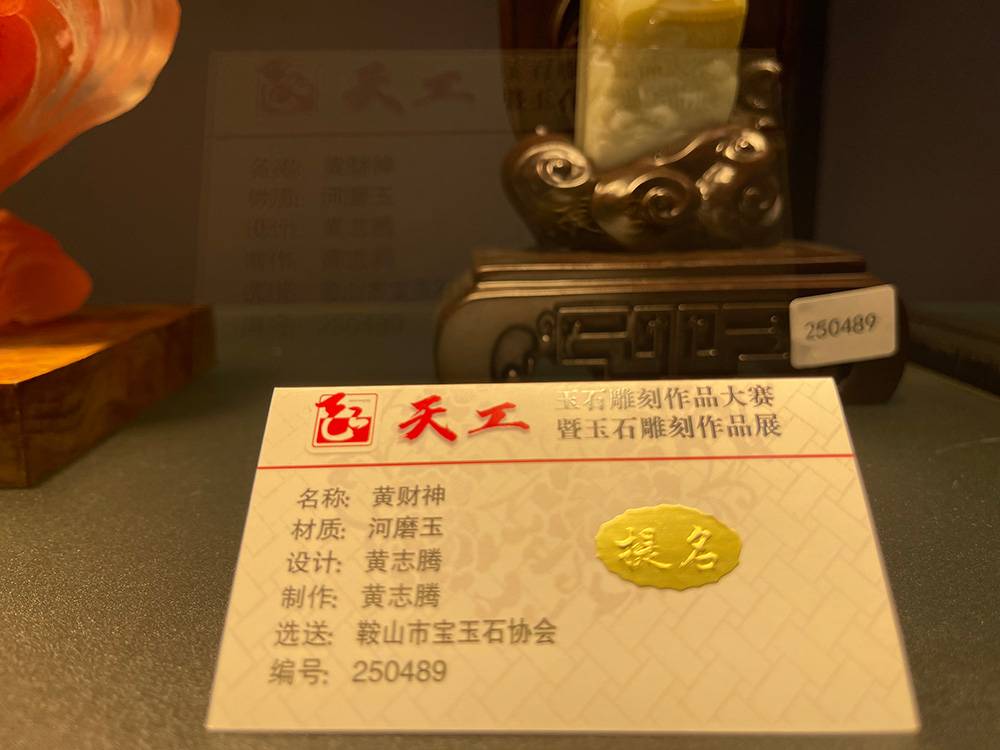 250489
天工
玉石雕刻作品大赛
暨玉石雕刻作品展
名称: 黄财神
材质: 河磨玉
设计: 黄志腾
制作: 黄志腾
选送: 鞍山市宝玉石协会
编号: 250489
提名